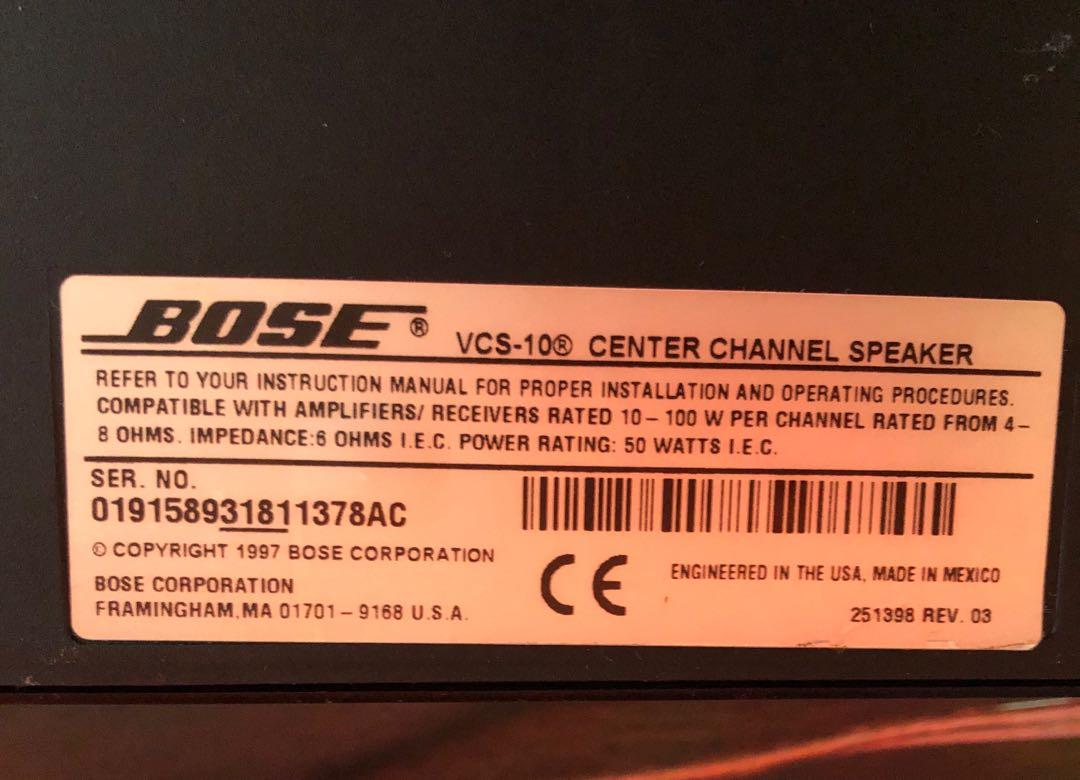 BOSE® VCS-10® CENTER CHANNEL SPEAKER
REFER TO YOUR INSTRUCTION MANUAL FOR PROPER INSTALLATION AND OPERATING PROCEDURES.
COMPATIBLE WITH AMPLIFIERS/ RECEIVERS RATED 10 – 100 W PER CHANNEL RATED FROM 4 –
8 OHMS. IMPEDANCE:6 OHMS I.E.C. POWER RATING: 50 WATTS I.E.C.
SER. NO.
019158931811378AC
© COPYRIGHT 1997 BOSE CORPORATION
BOSE CORPORATION
FRAMINGHAM,MA 01701 – 9168 U.S.A.
CE
ENGINEERED IN THE USA, MADE IN MEXICO
251398 REV. 03